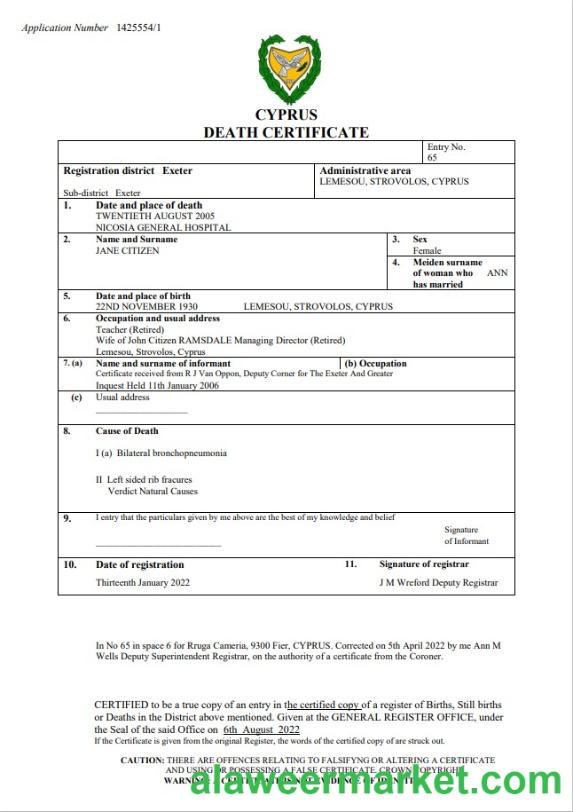 Application Number 1425554/1
CYPRUS
DEATH CERTIFICATE
Entry No.
65
Registration district Exeter
Sub-district Exeter
Administrative area
LEMESOU, STROVOLOS, CYPRUS
1. Date and place of death
TWENTIETH AUGUST 2005
NICOSIA GENERAL HOSPITAL
2. Name and Surname
JANE CITIZEN
3. Sex
Female
4. Meiden surname
of woman who ANN
has married
5. Date and place of birth
22ND NOVEMBER 1930 LEMESOU, STROVOLOS, CYPRUS
6. Occupation and usual address
Teacher (Retired)
Wife of John Citizen RAMSDALE Managing Director (Retired)
Lemesou, Strovolos, Cyprus
7. (a) Name and surname of informant (b) Occupation
Certificate received from R J Van Oppon, Deputy Corner for The Exeter And Greater
Inquest Held 11th January 2006
(c) Usual address
8. Cause of Death
I (a) Bilateral bronchopneumonia
II Left sided rib fracures
Verdict Natural Causes
9. I entry that the particulars given by me above are the best of my knowledge and belief
Signature
of Informant
10. Date of registration
Thirteenth January 2022
11. Signature of registrar
J M Wreford Deputy Registrar
In No 65 in space 6 for Rruga Cameria, 9300 Fier, CYPRUS. Corrected on 5th April 2022 by me Ann M
Wells Deputy Superintendent Registrar, on the authority of a certificate from the Coroner.
CERTIFIED to be a true copy of an entry in the certified copy of a register of Births, Still births
or Deaths in the District above mentioned. Given at the GENERAL REGISTER OFFICE, under
the Seal of the said Office on 6th August 2022
If the Certificate is given from the original Register, the words of the certified copy of are struck out.
CAUTION: THERE ARE OFFENCES RELATING TO FALSIFYNG OR ALTERING A CERTIFICATE
AND USING OR POSSESSING A FALSE CERTIFICATE. CROWN COPYRIGHT
WARNING: A CERTIFICATE IS NOT EVIDENCE OF IDENTITY
alaweermarket.com